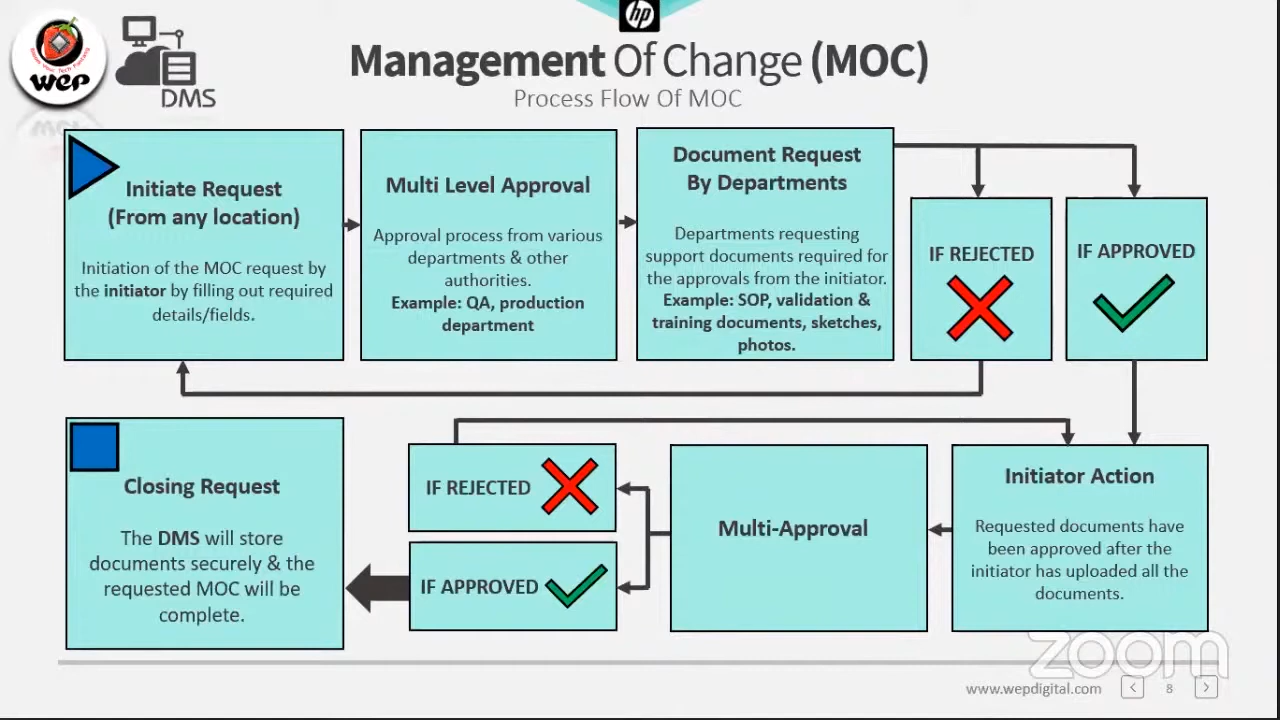 hp
WeP
DMS
Management Of Change (MOC)
Process Flow Of MOC
Initiate Request
(From any location)
Initiation of the MOC request by
the initiator by filling out required
details/fields.
Multi Level Approval
Approval process from various
departments & other
authorities.
Example: QA, production
department
Document Request
By Departments
Departments requesting
support documents required for
the approvals from the initiator.
Example: SOP, validation &
training documents, sketches,
photos.
IF REJECTED
IF APPROVED
Closing Request
The DMS will store
documents securely & the
requested MOC will be
complete.
IF REJECTED
IF APPROVED
Multi-Approval
Initiator Action
Requested documents have
been approved after the
initiator has uploaded all the
documents.
zoom
www.wepdigital.com
8